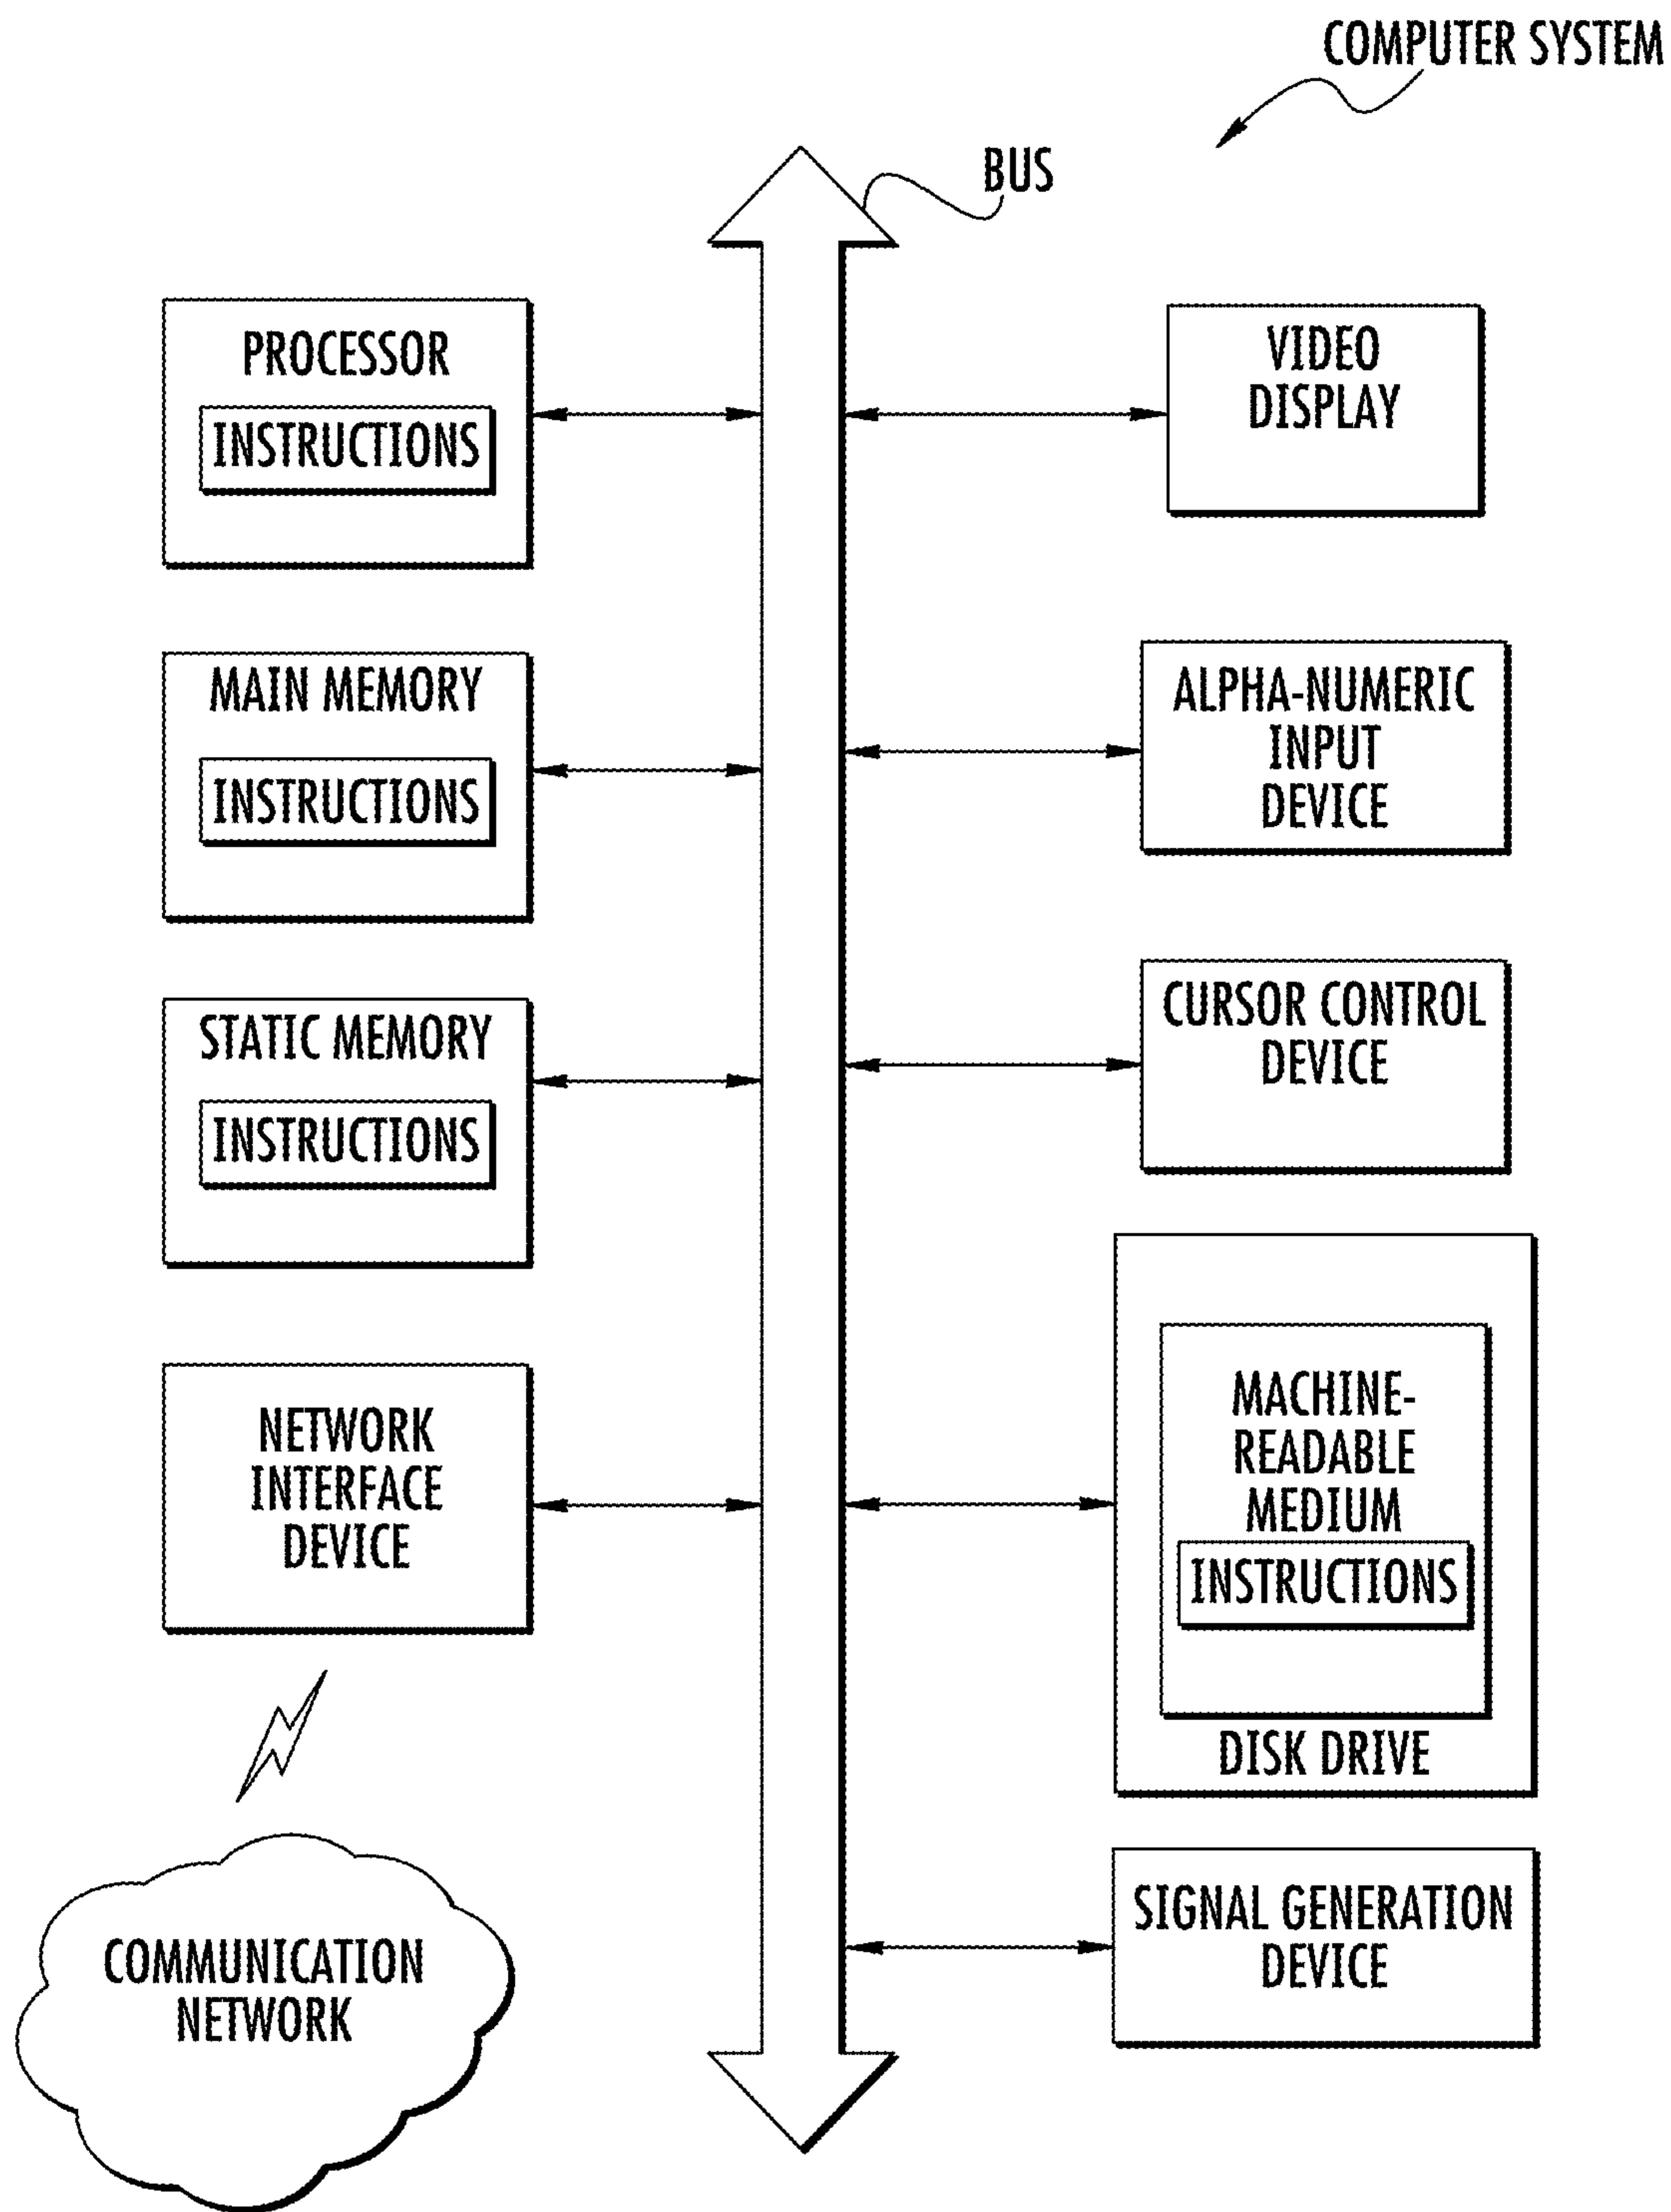 COMPUTER SYSTEM
BUS
PROCESSOR
INSTRUCTIONS
MAIN MEMORY
INSTRUCTIONS
STATIC MEMORY
INSTRUCTIONS
NETWORK
INTERFACE
DEVICE
COMMUNICATION
NETWORK
VIDEO
DISPLAY
ALPHA-NUMERIC
INPUT
DEVICE
CURSOR CONTROL
DEVICE
MACHINE-
READABLE
MEDIUM
INSTRUCTIONS
DISK DRIVE
SIGNAL GENERATION
DEVICE